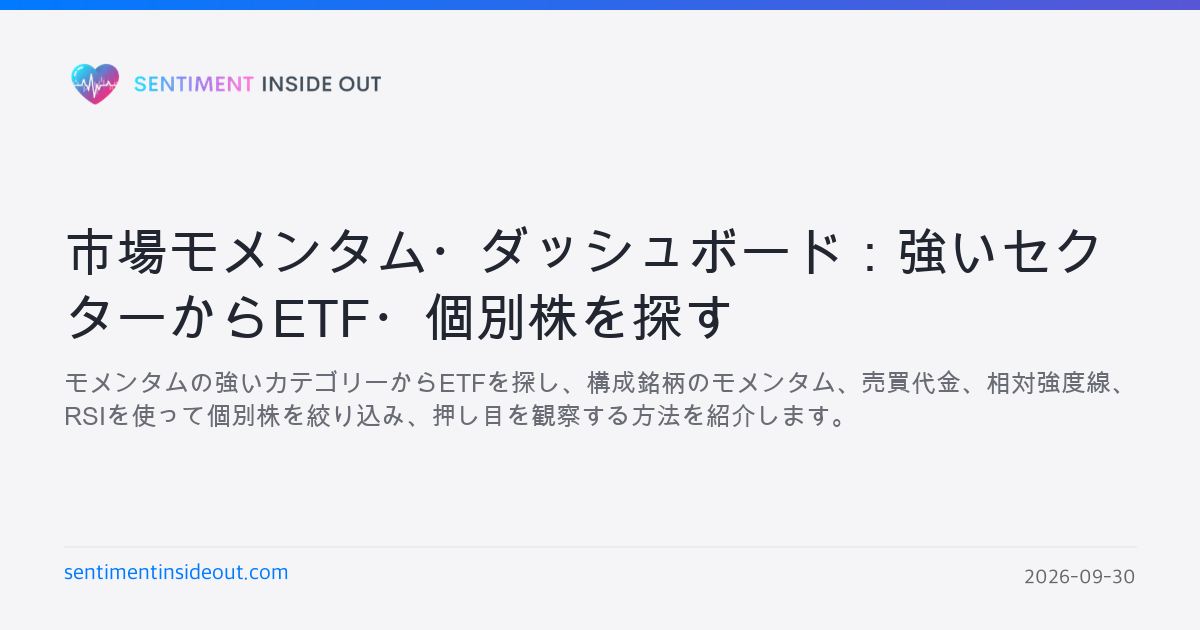 SENTIMENT INSIDE OUT
市場モメンタム・ダッシュボード：強いセク
ターからETF・個別株を探す
モメンタムの強いカテゴリーからETFを探し、構成銘柄のモメンタム、売買代金、相対強度線、
RSIを使って個別株を絞り込み、押し目を観察する方法を紹介します。
sentimentinsideout.com
2026-09-30